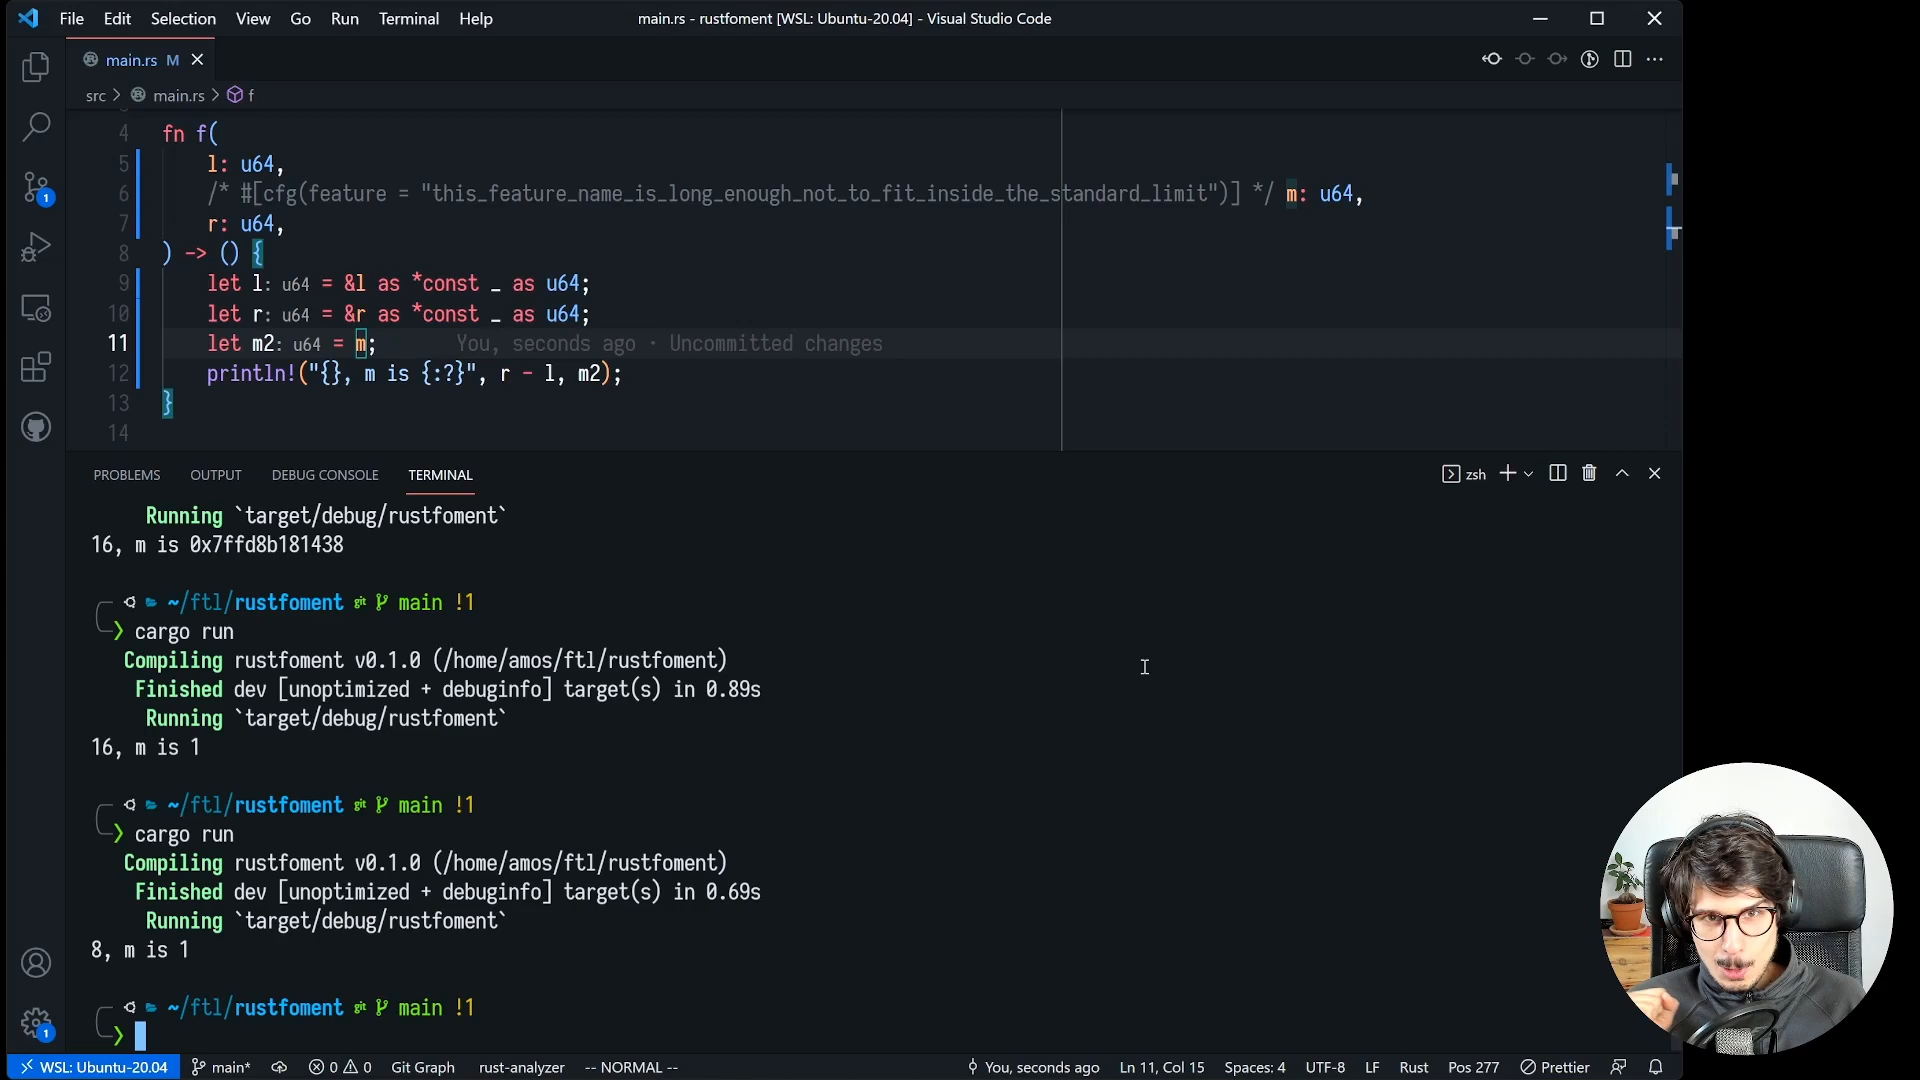 File Edit Selection View Go Run Terminal Help main.rs - rustfoment [WSL: Ubuntu-20.04] - Visual Studio Code
main.rs M
src > main.rs > f
4 fn f(
5 l: u64,
6 /* #[cfg(feature = "this_feature_name_is_long_enough_not_to_fit_inside_the_standard_limit")] */ m: u64,
7 r: u64,
8 ) -> () {
9 let l: u64 = &l as *const _ as u64;
10 let r: u64 = &r as *const _ as u64;
11 let m2: u64 = m; You, seconds ago · Uncommitted changes
12 println!("{}, m is {:?}", r - l, m2);
13 }
14
PROBLEMS OUTPUT DEBUG CONSOLE TERMINAL zsh
Running `target/debug/rustfoment`
16, m is 0x7ffd8b181438
~/ftl/rustfoment git main !1
❯ cargo run
Compiling rustfoment v0.1.0 (/home/amos/ftl/rustfoment)
Finished dev [unoptimized + debuginfo] target(s) in 0.89s
Running `target/debug/rustfoment`
16, m is 1
~/ftl/rustfoment git main !1
❯ cargo run
Compiling rustfoment v0.1.0 (/home/amos/ftl/rustfoment)
Finished dev [unoptimized + debuginfo] target(s) in 0.69s
Running `target/debug/rustfoment`
8, m is 1
~/ftl/rustfoment git main !1
❯
1
1
WSL: Ubuntu-20.04 main* 0 0 Git Graph rust-analyzer -- NORMAL -- You, seconds ago Ln 11, Col 15 Spaces: 4 UTF-8 LF Rust Pos 277 Prettier